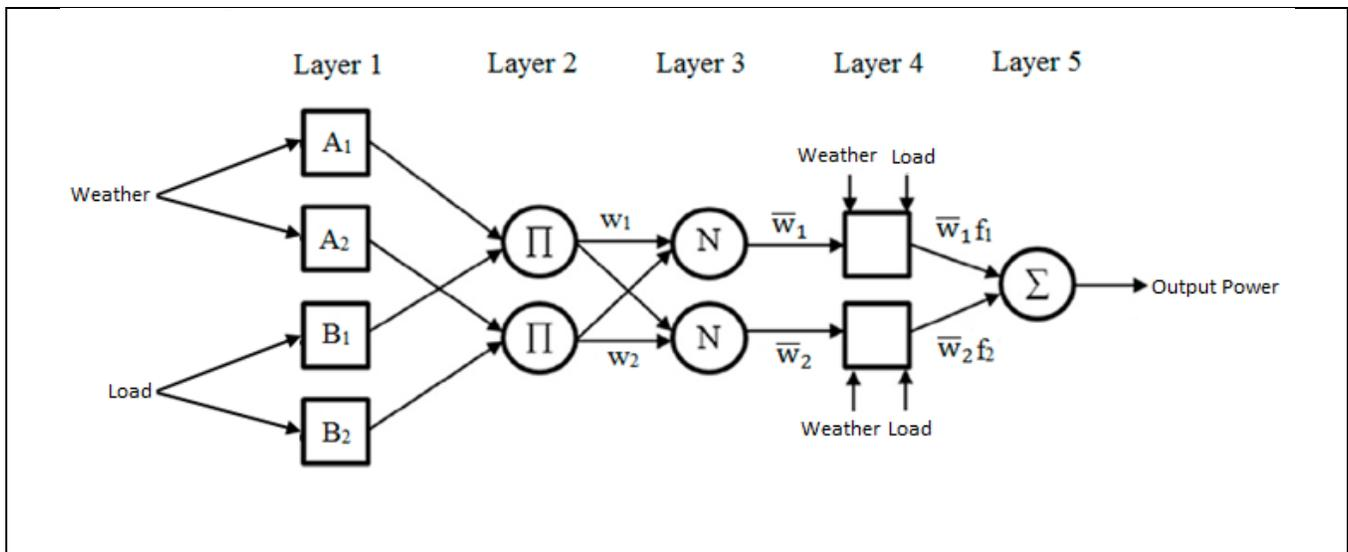 Layer 1 Layer 2 Layer 3 Layer 4 Layer 5
A₁
Weather Load
Weather
A₂
w₁
w̅₁
w̅₁f₁
∏
N
∑
Output Power
B₁
∏
N
w₂
w̅₂
w̅₂f₂
Load
B₂
Weather Load